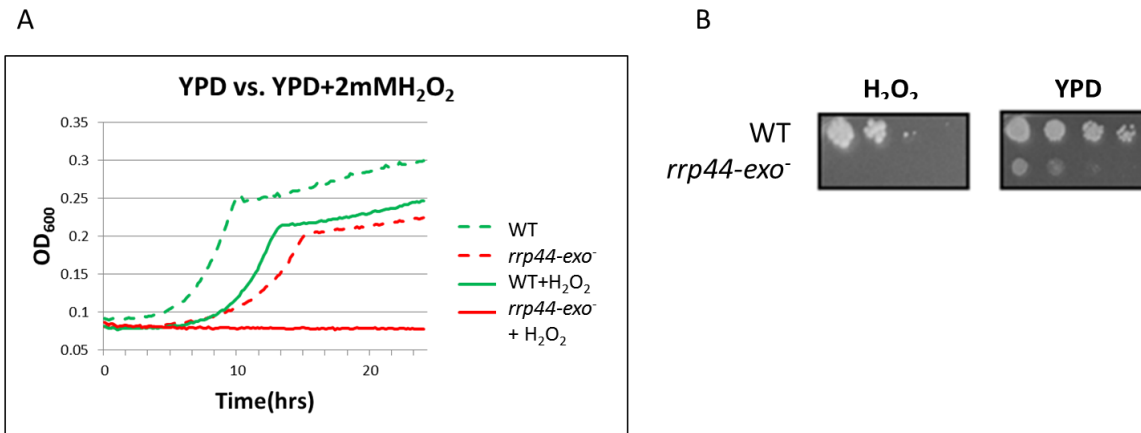 A
B
YPD vs. YPD+2mMH₂O₂
0.35
0.3
0.25
0.2
0.15
0.1
0.05
OD₆₀₀
0
10
20
Time(hrs)
WT
rrp44-exo⁻
WT+H₂O₂
rrp44-exo⁻
+ H₂O₂
H₂O₂
YPD
WT
rrp44-exo⁻